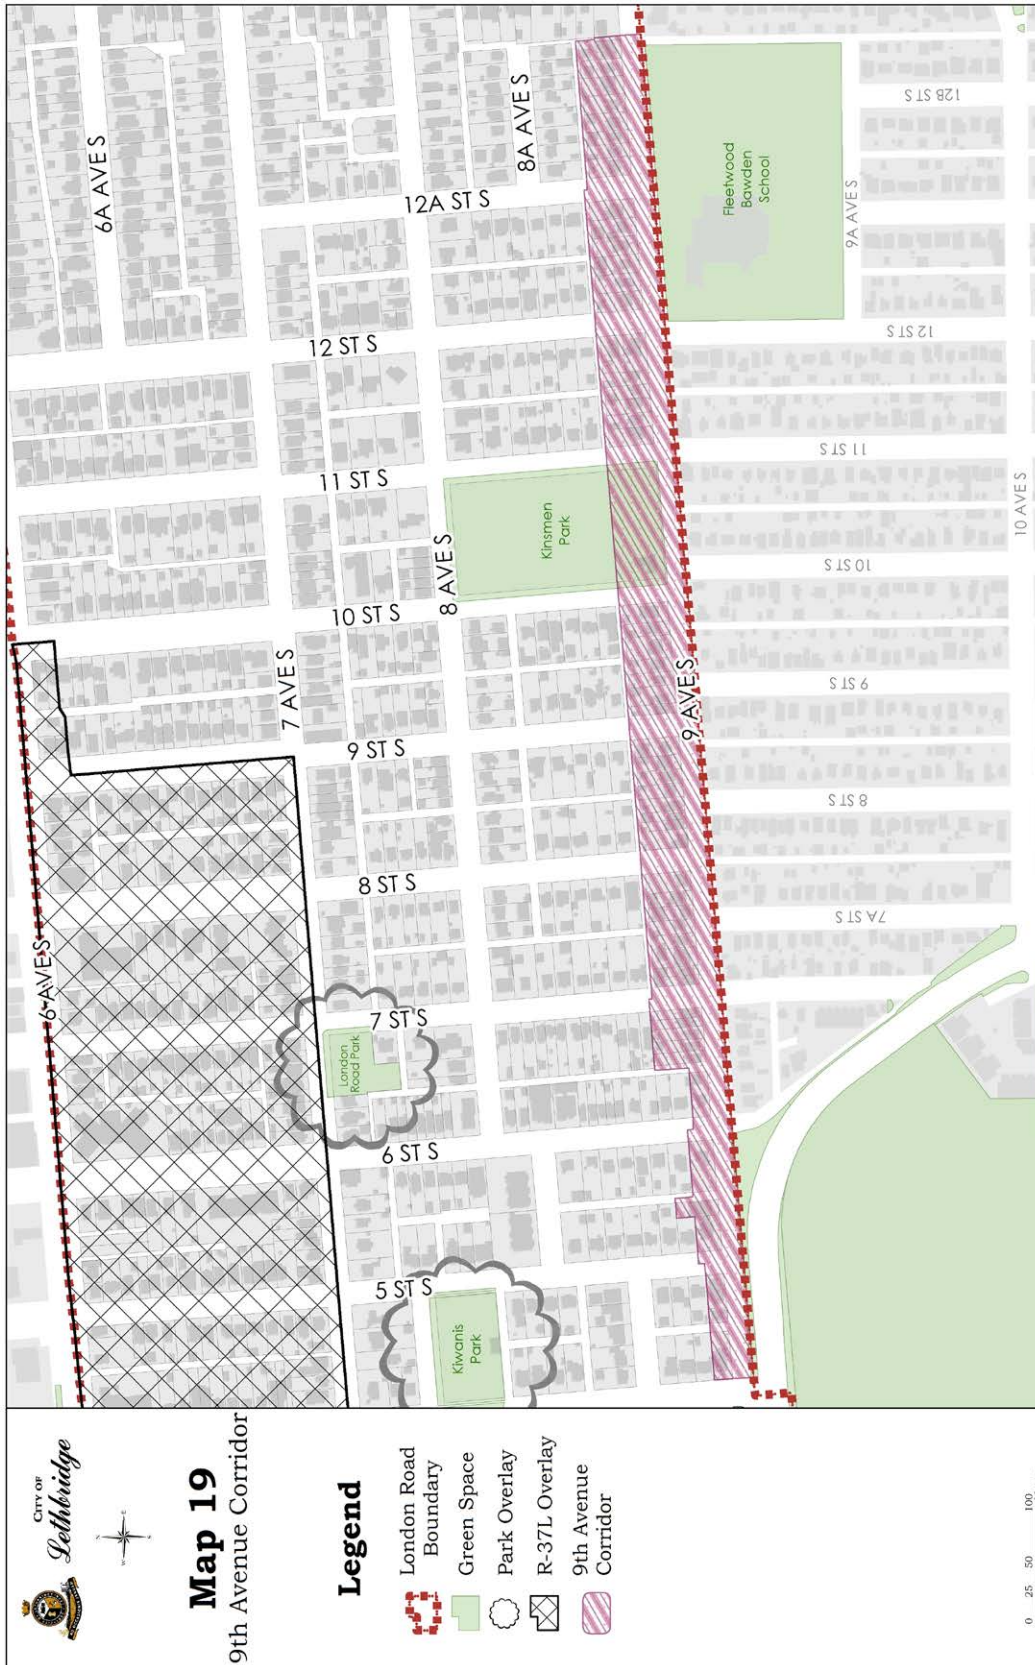 CITY OF
Lethbridge
W
E
S
Map 19
9th Avenue Corridor
Legend
London Road
Boundary
Green Space
Park Overlay
R-37L Overlay
9th Avenue
Corridor
0 25 50 100
6 AVE S
6A AVE S
7 AVE S
8 AVE S
8A AVE S
9 AVE S
9A AVE S
10 AVE S
5 ST S
6 ST S
7 ST S
8 ST S
9 ST S
10 ST S
11 ST S
12 ST S
12A ST S
7A ST S
8 ST S
9 ST S
10 ST S
11 ST S
12 ST S
12B ST S
Kiwanis
Park
London
Road Park
Kinsmen
Park
Fleetwood
Bawden
School